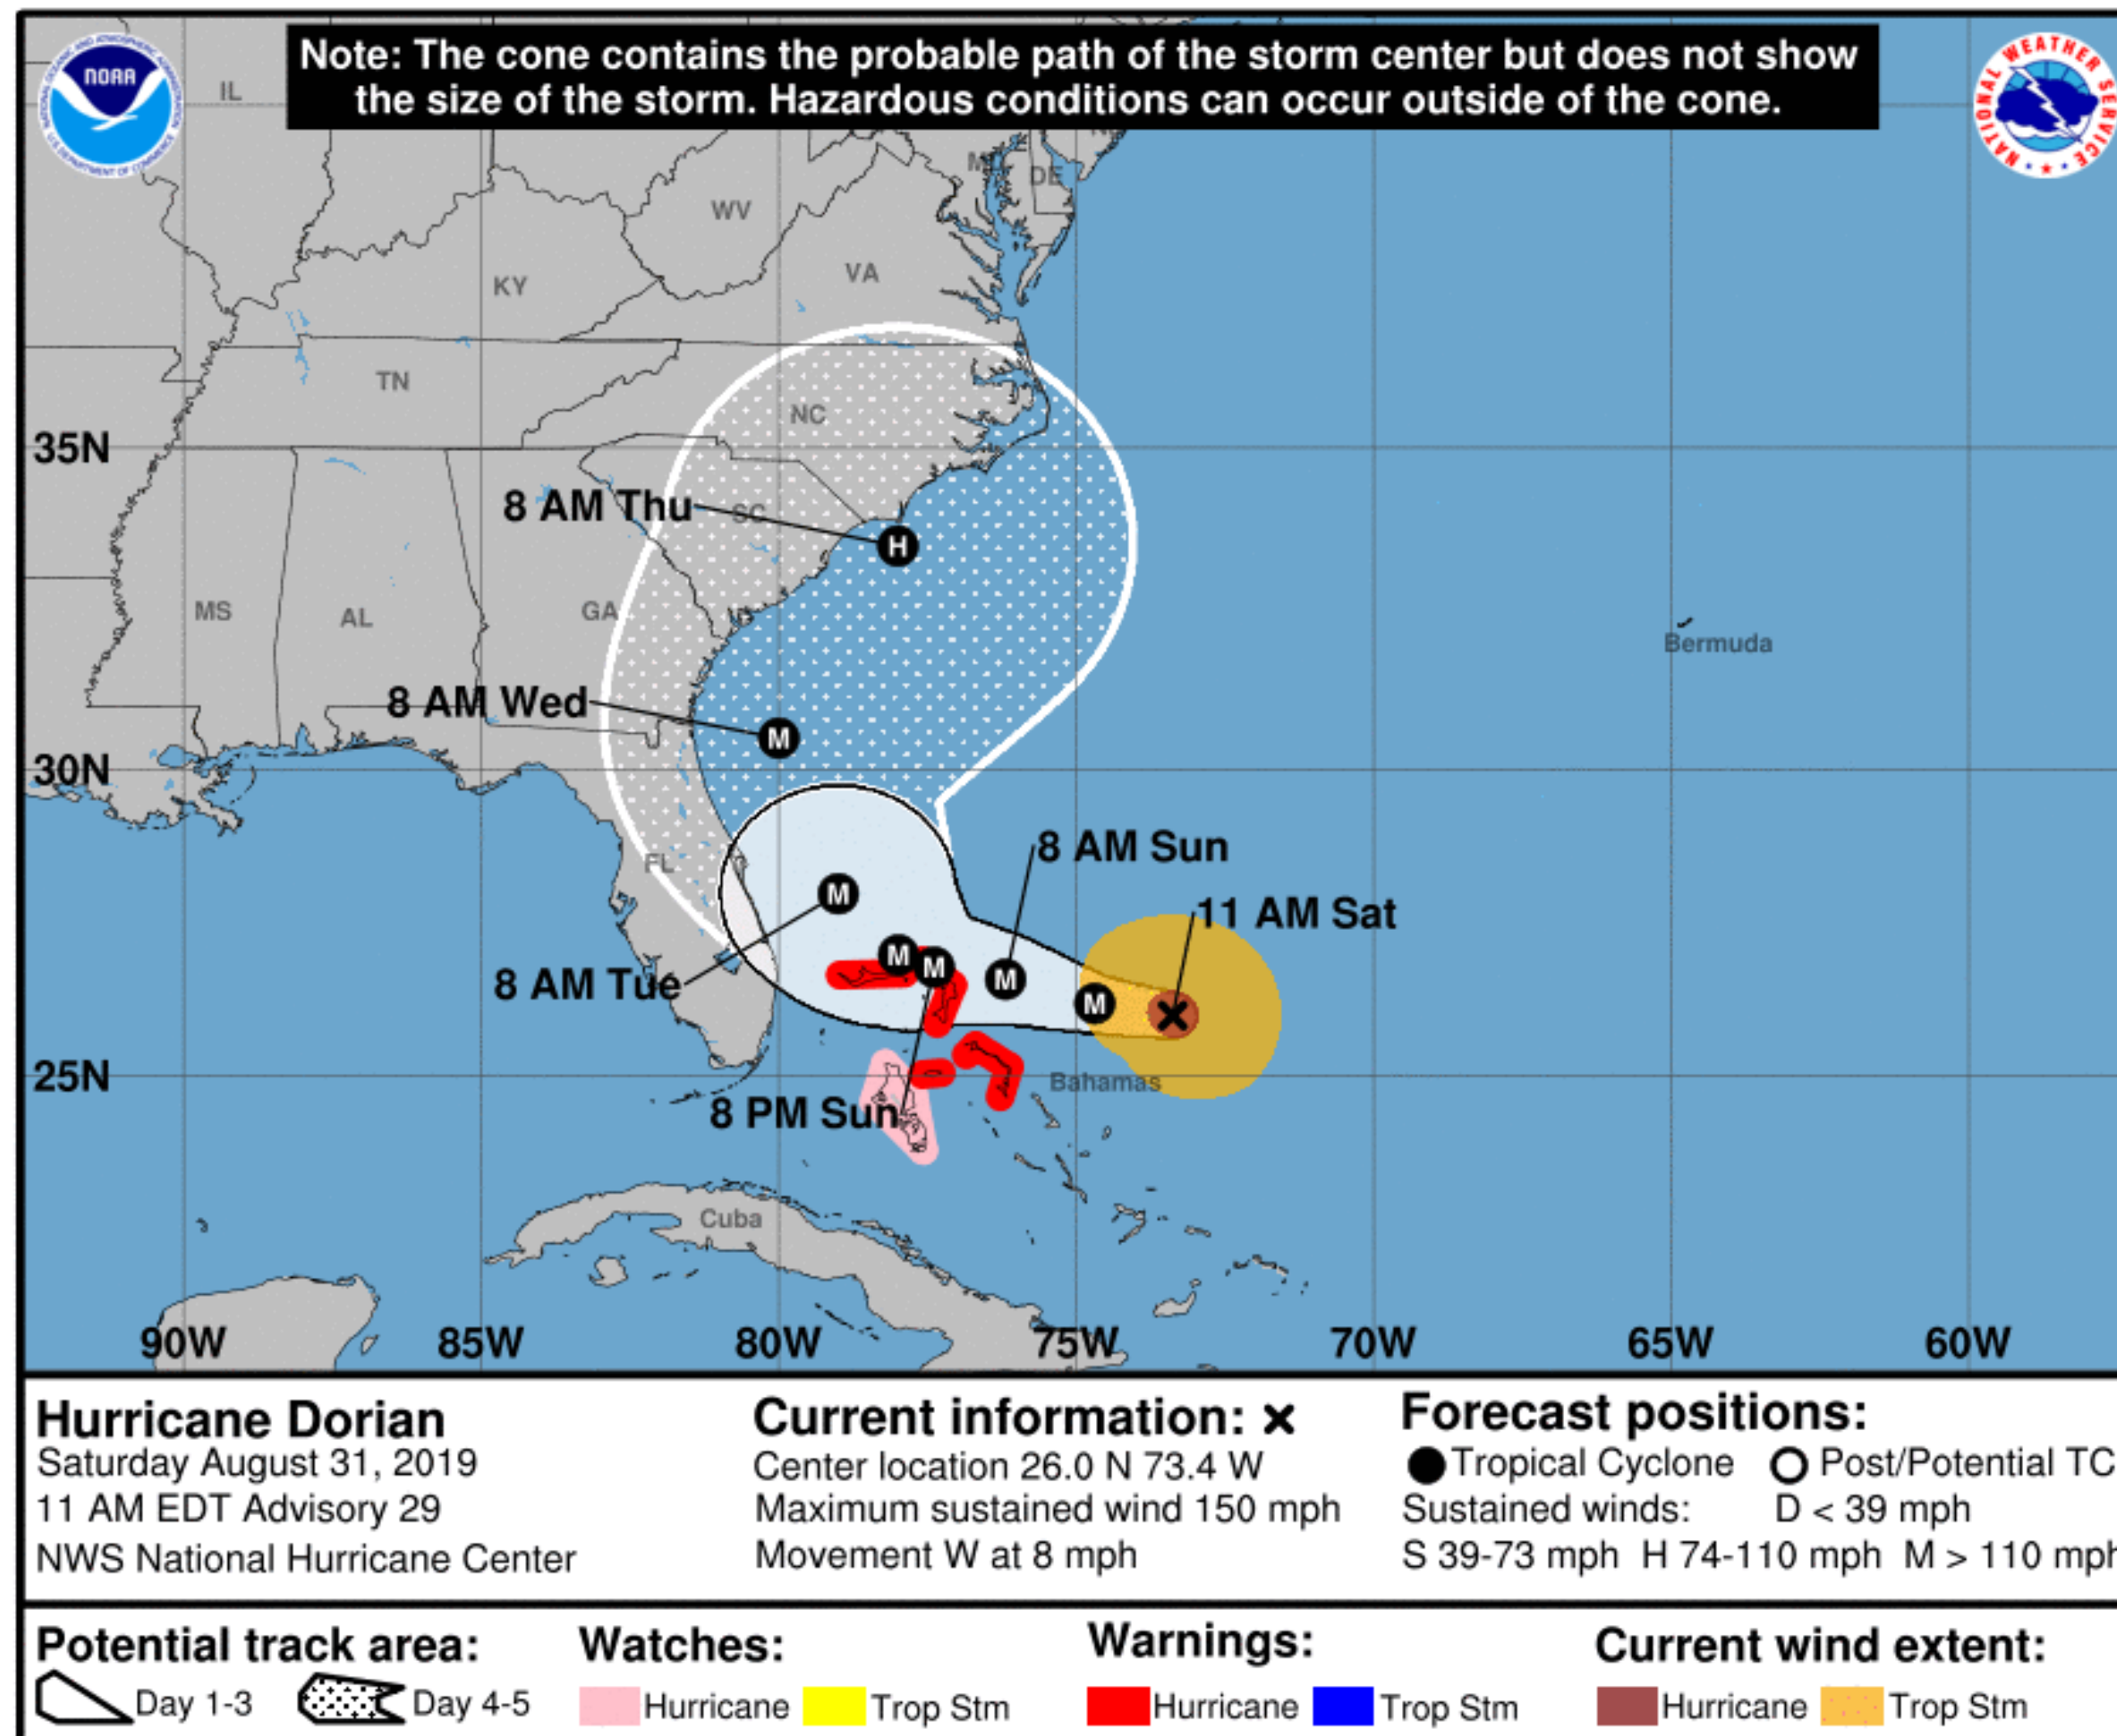 Note: The cone contains the probable path of the storm center but does not show
the size of the storm. Hazardous conditions can occur outside of the cone.
NOAA
NATIONAL WEATHER SERVICE
IL
DE
WV
VA
KY
TN
NC
35N
8 AM Thu
SC
H
MS
AL
GA
Bermuda
8 AM Wed
M
30N
8 AM Sun
FL
M
11 AM Sat
M
M
M
8 AM Tue
M
25N
Bahamas
8 PM Sun
Cuba
90W 85W 80W 75W 70W 65W 60W
Hurricane Dorian
Saturday August 31, 2019
11 AM EDT Advisory 29
NWS National Hurricane Center
Current information: ×
Center location 26.0 N 73.4 W
Maximum sustained wind 150 mph
Movement W at 8 mph
Forecast positions:
Tropical Cyclone Post/Potential TC
Sustained winds: D < 39 mph
S 39-73 mph H 74-110 mph M > 110 mph
Potential track area:
Day 1-3 Day 4-5
Watches:
Hurricane Trop Stm
Warnings:
Hurricane Trop Stm
Current wind extent:
Hurricane Trop Stm